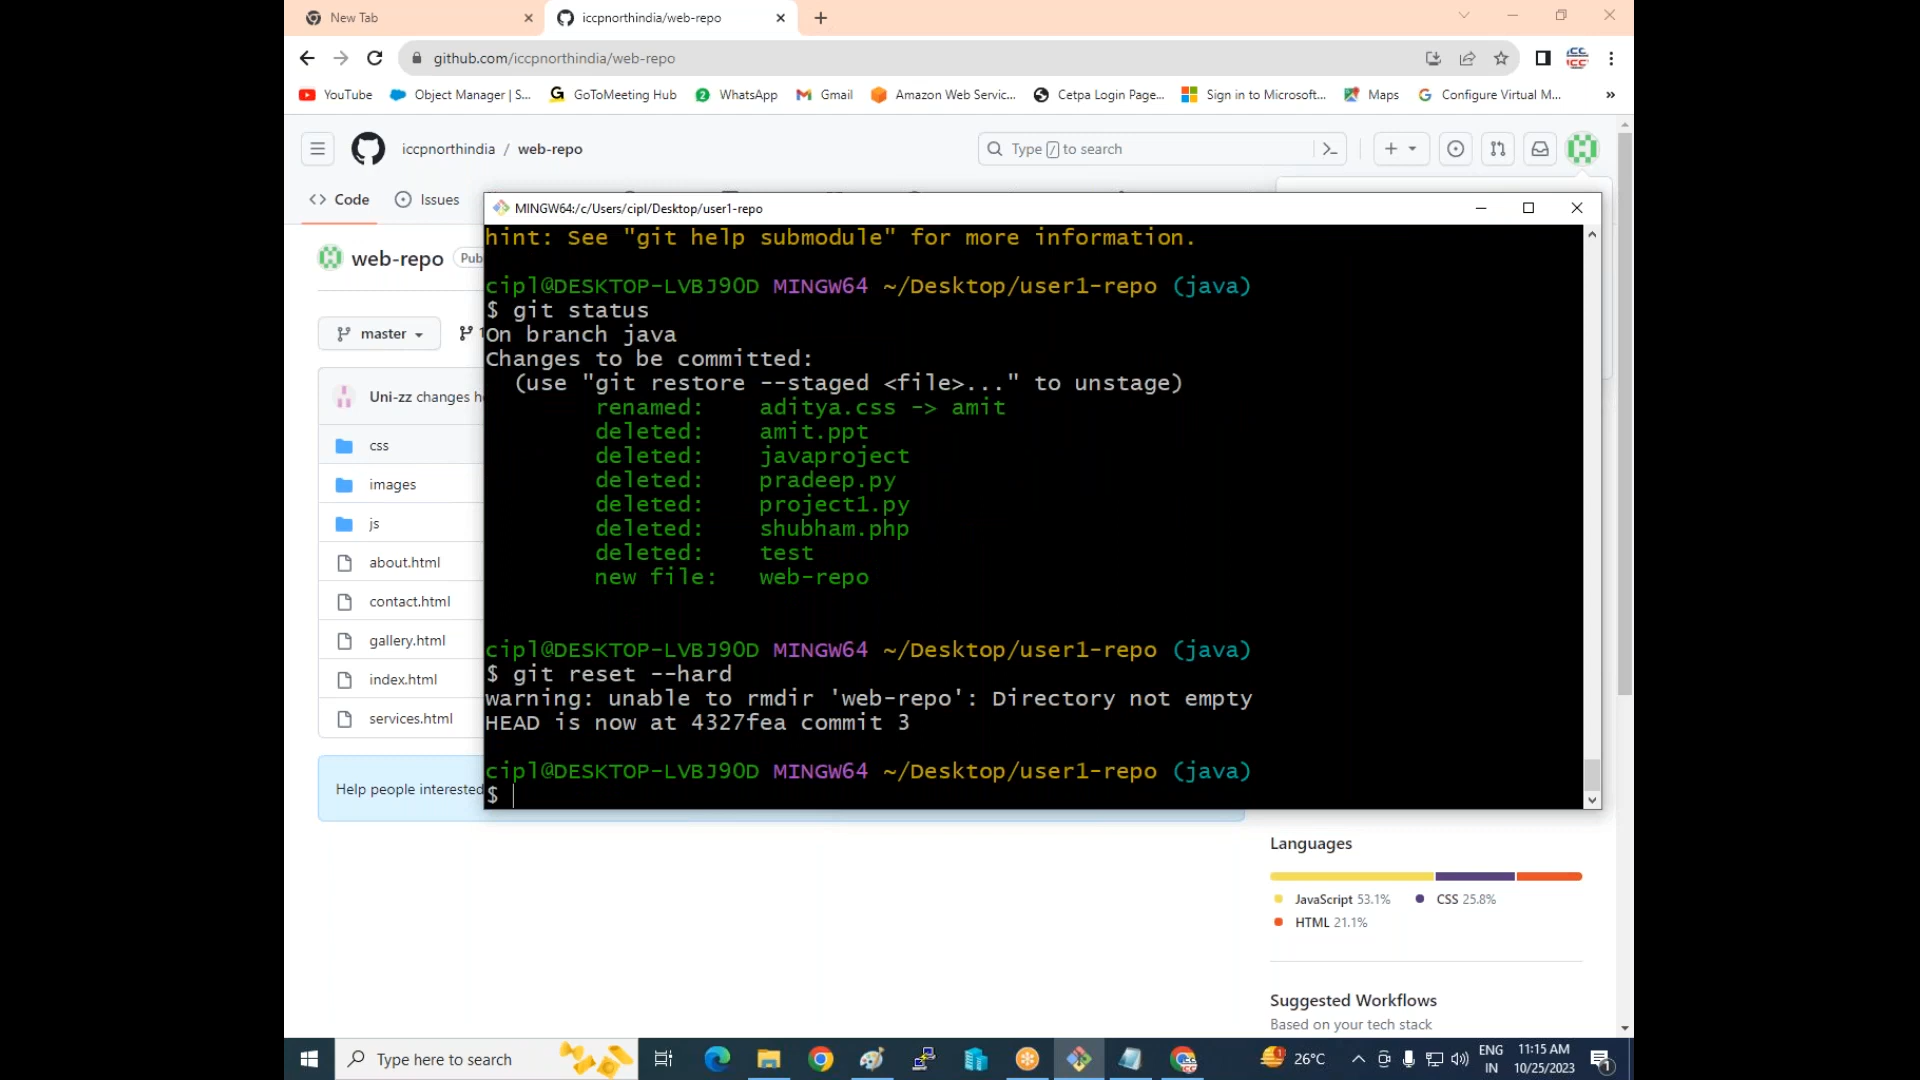 New Tab
iccpnorthindia/web-repo
github.com/iccpnorthindia/web-repo
YouTube
Object Manager | S...
GoToMeeting Hub
WhatsApp
Gmail
Amazon Web Servic...
Cetpa Login Page...
Sign in to Microsoft...
Maps
Configure Virtual M...
»
iccpnorthindia / web-repo
Type / to search
Code
Issues
web-repo
Pub
master
Uni-zz changes h
css
images
js
about.html
contact.html
gallery.html
index.html
services.html
Help people interested
MINGW64:/c/Users/cipl/Desktop/user1-repo
hint: See "git help submodule" for more information.
cipl@DESKTOP-LVBJ9OD MINGW64 ~/Desktop/user1-repo (java)
$ git status
On branch java
Changes to be committed:
(use "git restore --staged <file>..." to unstage)
renamed: aditya.css -> amit
deleted: amit.ppt
deleted: javaproject
deleted: pradeep.py
deleted: project1.py
deleted: shubham.php
deleted: test
new file: web-repo
cipl@DESKTOP-LVBJ9OD MINGW64 ~/Desktop/user1-repo (java)
$ git reset --hard
warning: unable to rmdir 'web-repo': Directory not empty
HEAD is now at 4327fea commit 3
cipl@DESKTOP-LVBJ9OD MINGW64 ~/Desktop/user1-repo (java)
$
Languages
JavaScript 53.1%
CSS 25.8%
HTML 21.1%
Suggested Workflows
Based on your tech stack
Type here to search
26°C
ENG
IN
11:15 AM
10/25/2023
1